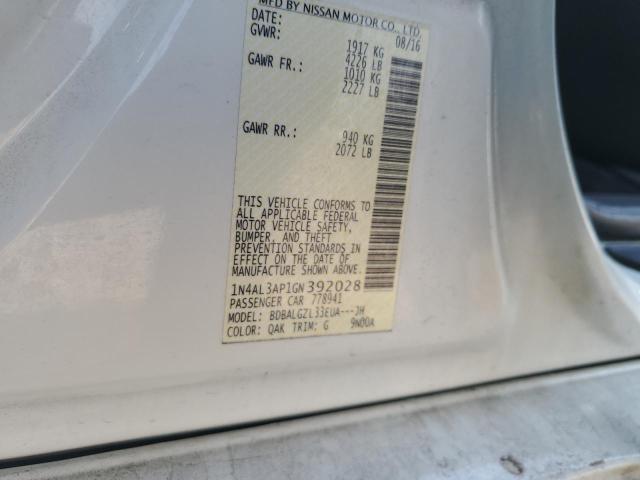 MFD BY NISSAN MOTOR CO., LTD.
DATE: 08/16
GVWR: 1917 KG
4226 LB
GAWR FR.: 1010 KG
2227 LB
GAWR RR.: 940 KG
2072 LB
THIS VEHICLE CONFORMS TO
ALL APPLICABLE FEDERAL
MOTOR VEHICLE SAFETY,
BUMPER, AND THEFT
PREVENTION STANDARDS IN
EFFECT ON THE DATE OF
MANUFACTURE SHOWN ABOVE.
1N4AL3AP1GN392028
PASSENGER CAR 778941
MODEL: BDBALGZL33EUA---JH
COLOR: QAK TRIM: G 9N00A